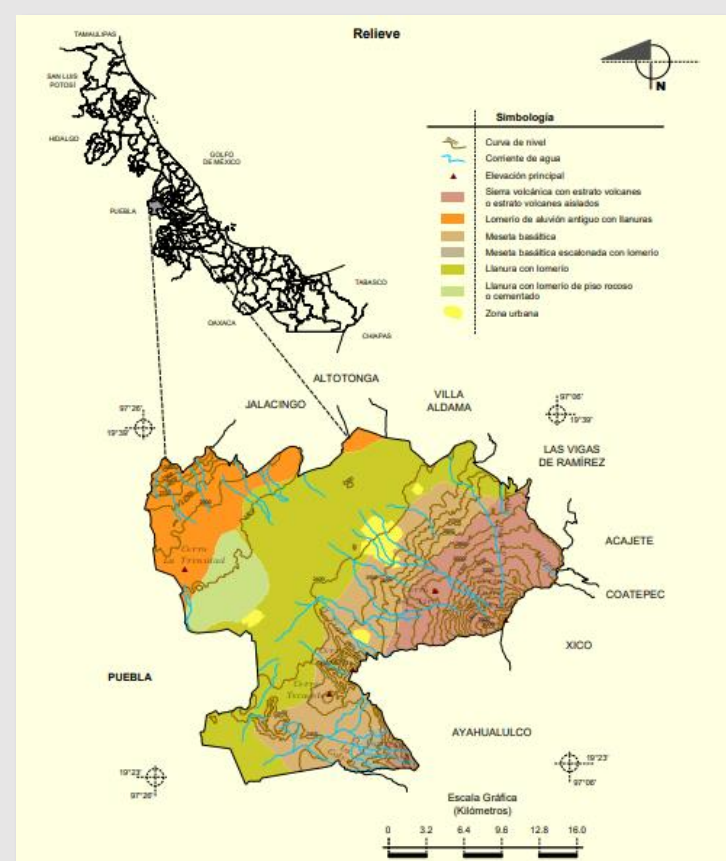 Relieve
TAMAULIPAS
SAN LUIS
POTOSÍ
HIDALGO
GOLFO
DE MÉXICO
PUEBLA
TABASCO
OAXACA
CHIAPAS
N
Simbología
Curva de nivel
Corriente de agua
Elevación principal
Sierra volcánica con estrato volcanes
o estrato volcanes aislados
Lomerio de aluvión antiguo con llanuras
Meseta basáltica
Meseta basáltica escalonada con lomerio
Llanura con lomerio
Llanura con lomerio de piso rocoso
o cementado
Zona urbana
ALTOTONGA
JALACINGO
VILLA
ALDAMA
97°26'
19°39'
97°06'
19°39'
LAS VIGAS
DE RAMÍREZ
ACAJETE
COATEPEC
XICO
Cerro
La Trinidad
PUEBLA
Cerro
AYAHUALULCO
19°23'
97°26'
19°23'
97°06'
Escala Gráfica
(Kilómetros)
0 3.2 6.4 9.6 12.8 16.0